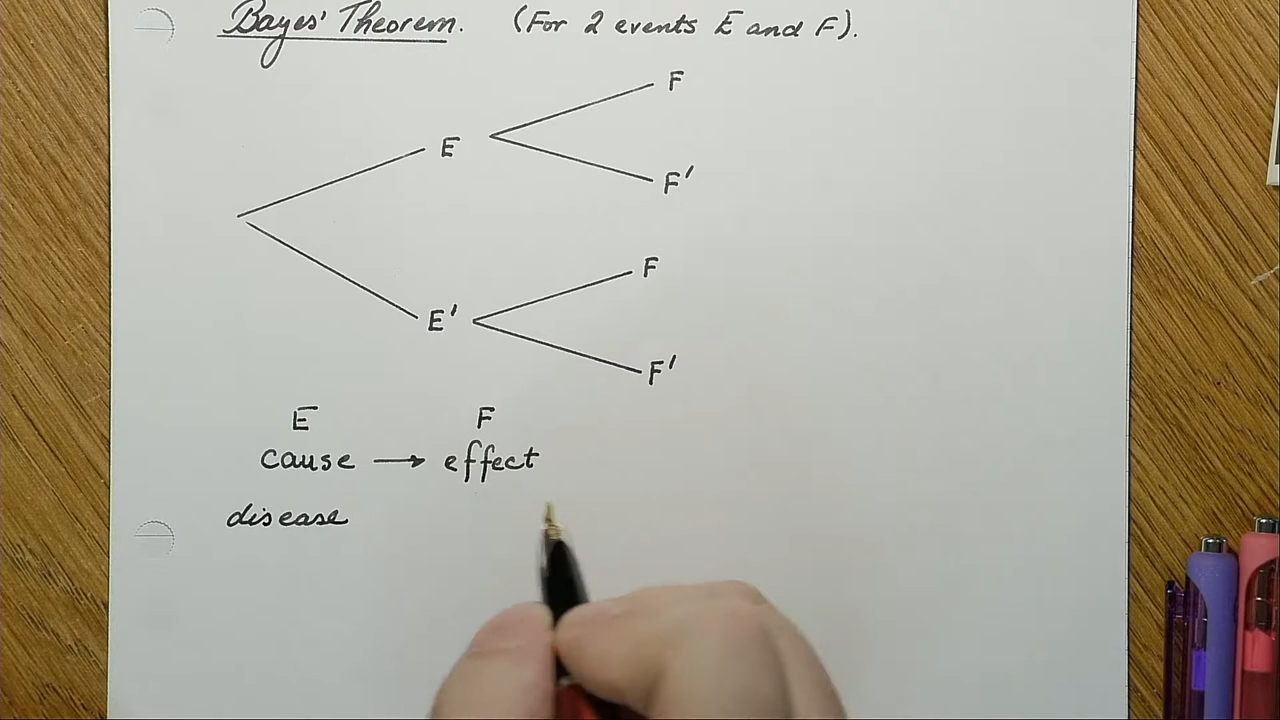 Bayes' Theorem. (For 2 events E and F).
F
E
F'
F
E'
F'
E F
cause → effect
disease